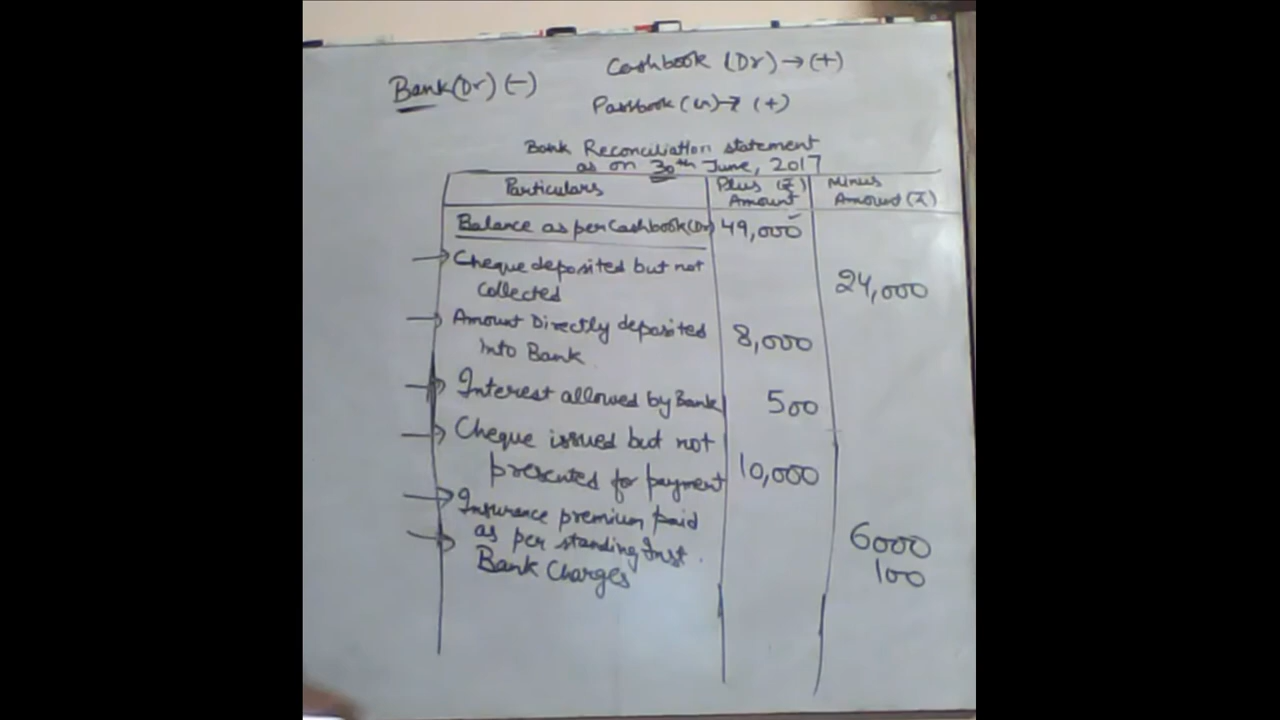 Bank (Dr) (-)
Cashbook (Dr) → (+)
Passbook (Cr) → (+)
Bank Reconciliation statement
as on 30th June, 2017
Particulars Plus (₹) Amount Minus Amount (₹)
Balance as per Cashbook (Dr) 49,000
Cheque deposited but not
collected 24,000
Amount Directly deposited
into Bank 8,000
Interest allowed by Bank 500
Cheque issued but not
presented for payment 10,000
Insurance premium paid
as per standing Inst. 6000
Bank Charges 100